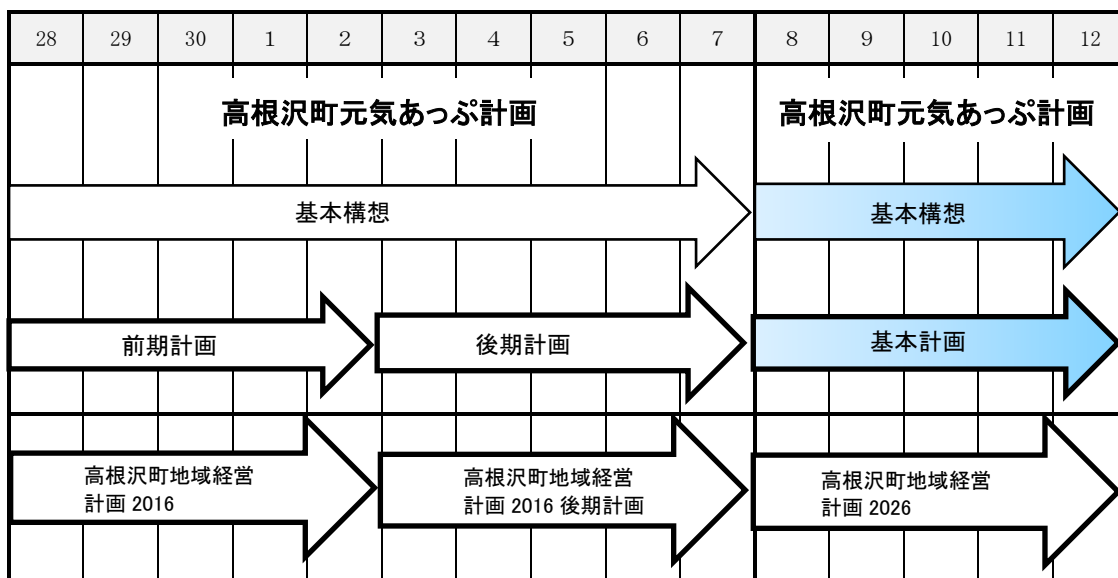 28 29 30 1 2 3 4 5 6 7 8 9 10 11 12
高根沢町元気あっぷ計画 高根沢町元気あっぷ計画
基本構想 基本構想
前期計画 後期計画 基本計画
高根沢町地域経営
計画 2016
高根沢町地域経営
計画 2016 後期計画
高根沢町地域経営
計画 2026